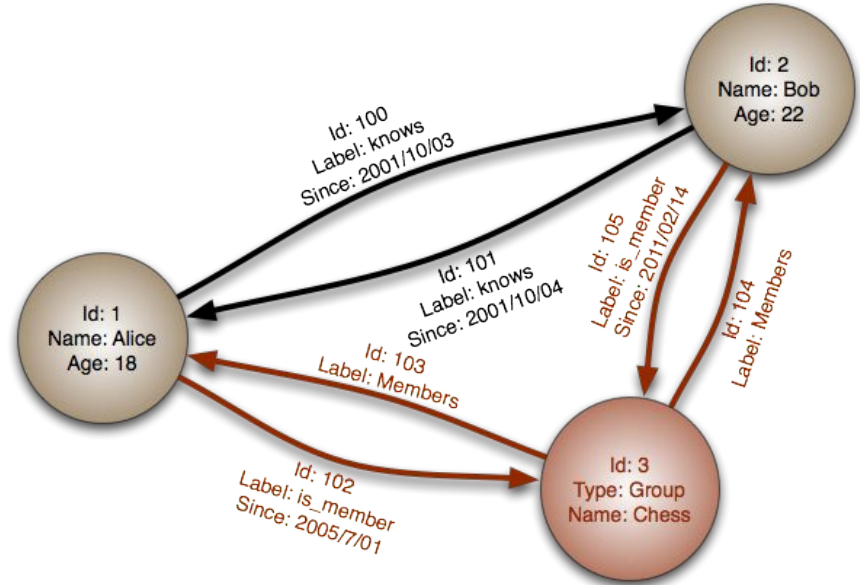 Id: 2
Name: Bob
Age: 22
Id: 100
Label: knows
Since: 2001/10/03
Id: 101
Label: knows
Since: 2001/10/04
Id: 105
Label: is_member
Since: 2011/02/14
Id: 104
Label: Members
Id: 1
Name: Alice
Age: 18
Id: 103
Label: Members
Id: 102
Label: is_member
Since: 2005/7/01
Id: 3
Type: Group
Name: Chess